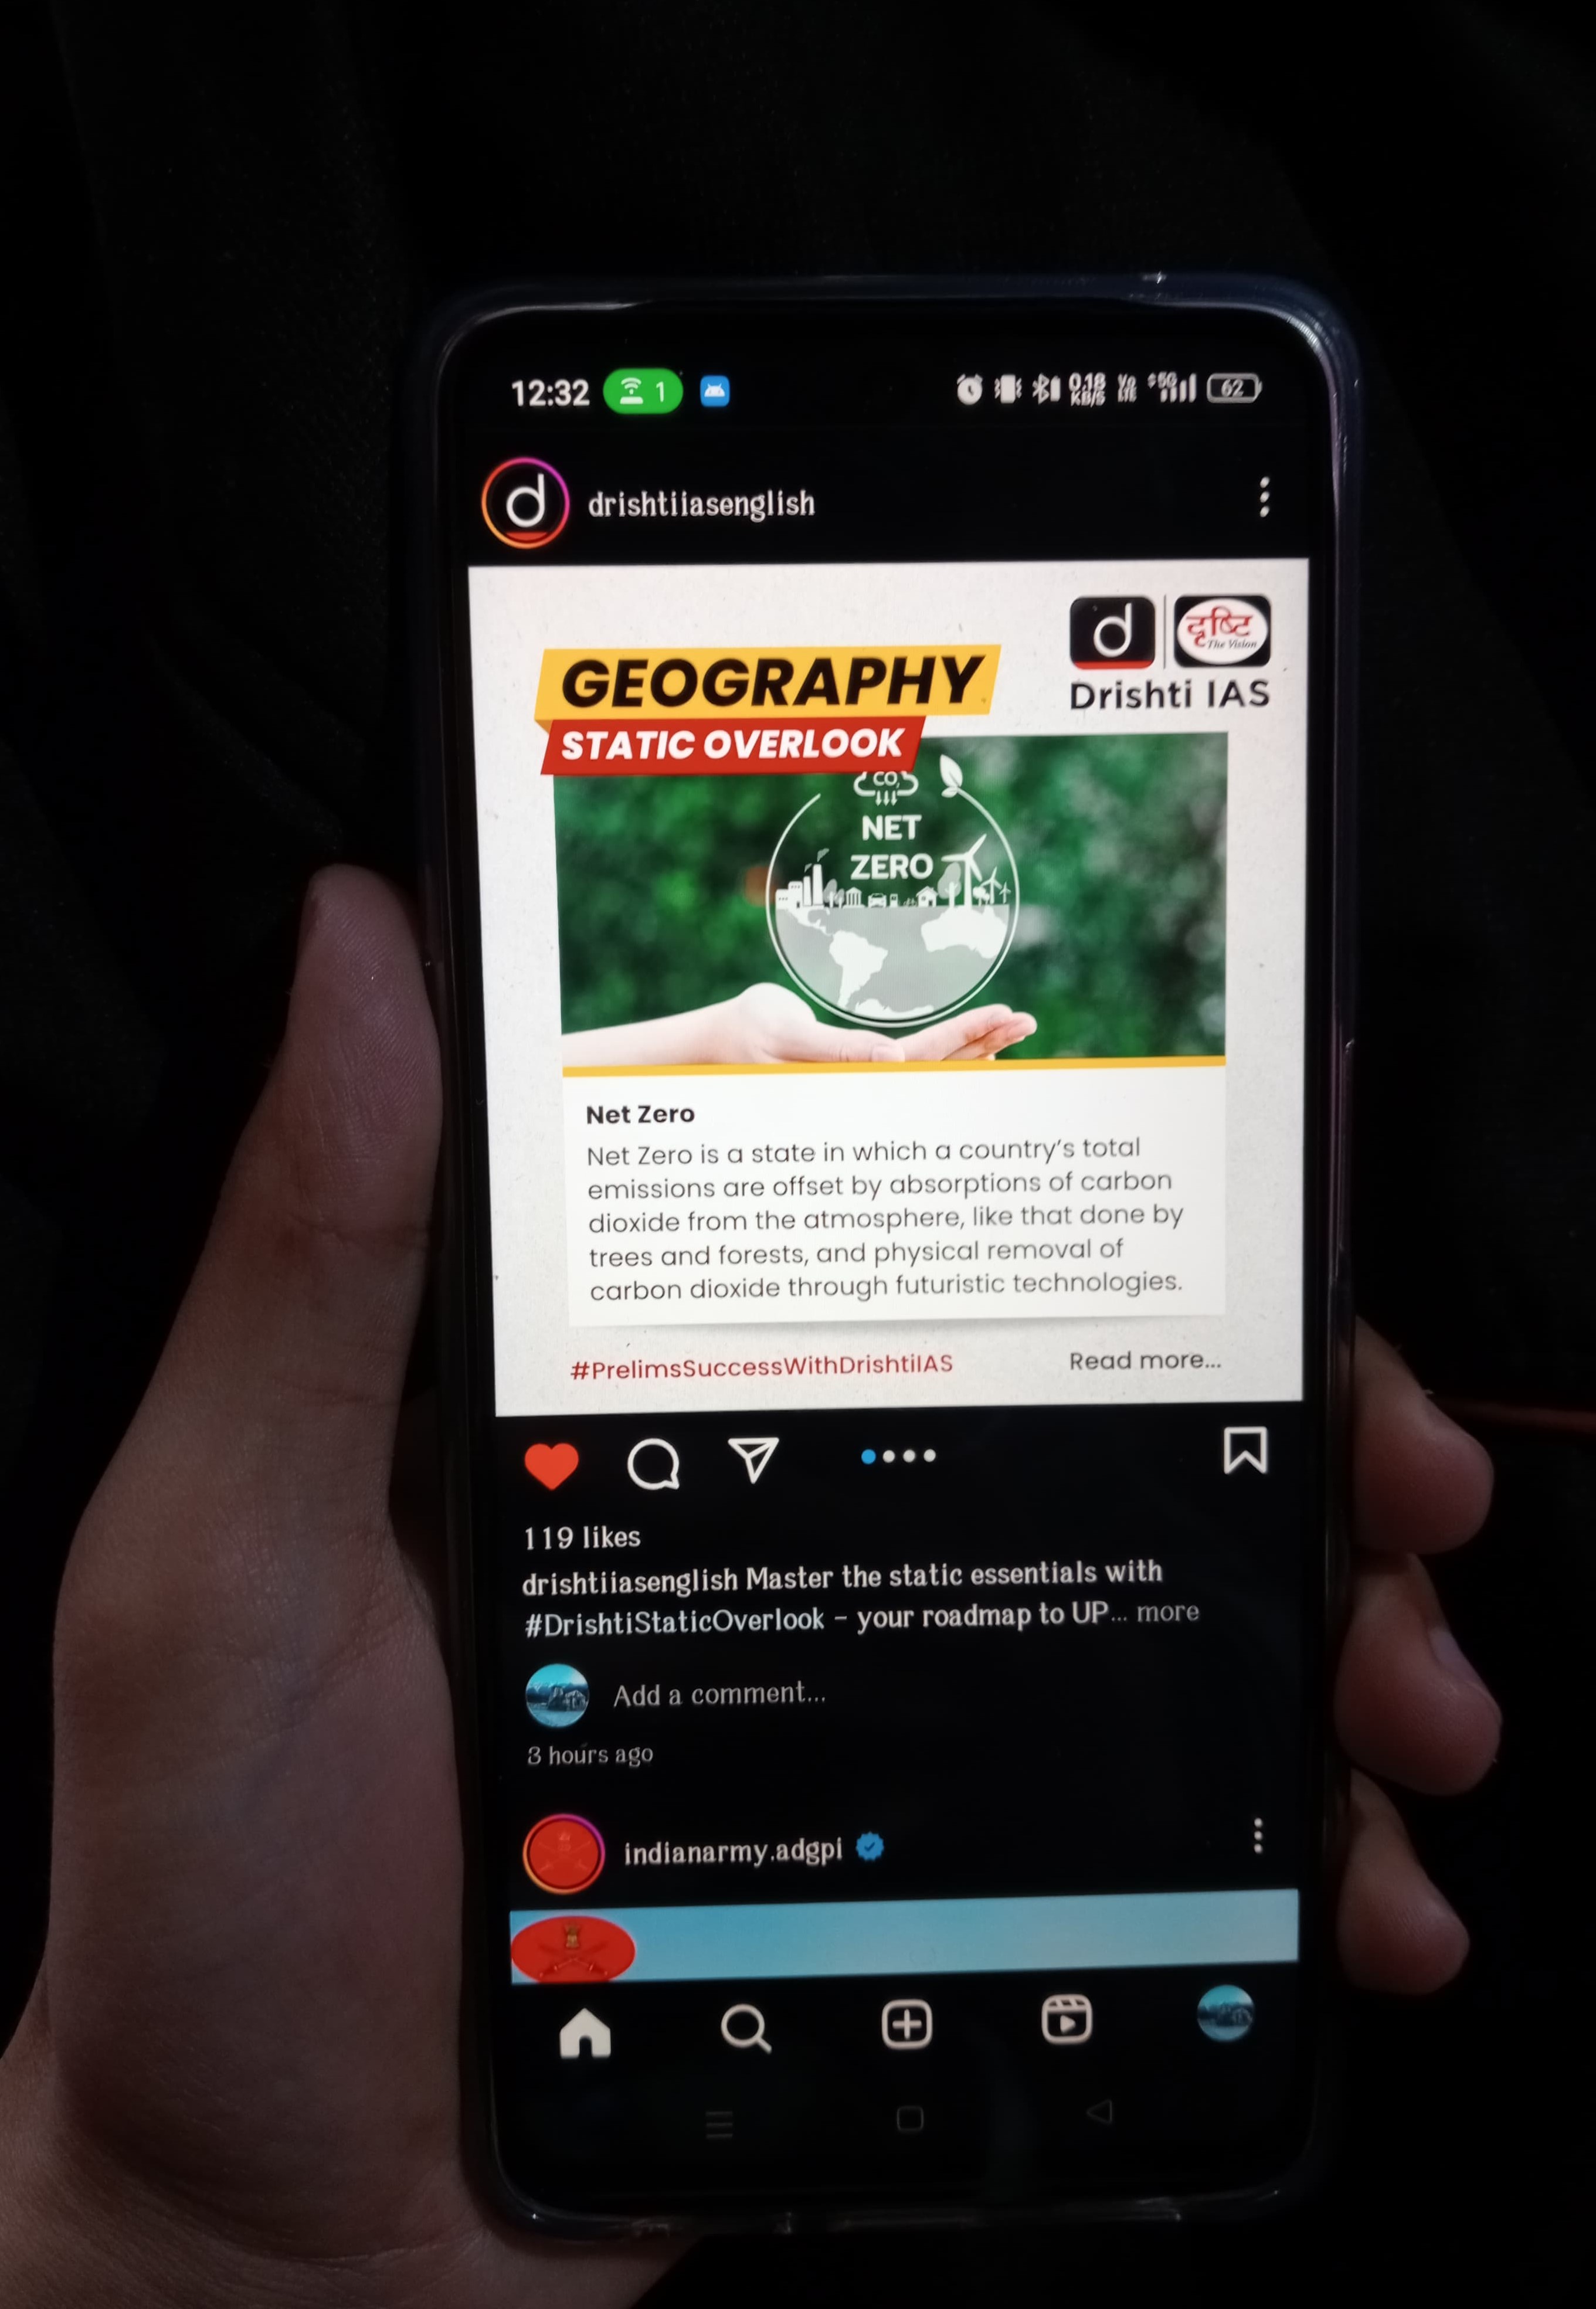 12:32 1 0.18 KB/S Vo LTE 5G 62
drishtiiasenglish
d दृष्टि
The Vision
Drishti IAS
GEOGRAPHY
STATIC OVERLOOK
CO₂
NET
ZERO
Net Zero
Net Zero is a state in which a country's total
emissions are offset by absorptions of carbon
dioxide from the atmosphere, like that done by
trees and forests, and physical removal of
carbon dioxide through futuristic technologies.
#PrelimsSuccessWithDrishtiIAS Read more...
119 likes
drishtiiasenglish Master the static essentials with
#DrishtiStaticOverlook – your roadmap to UP... more
Add a comment...
3 hours ago
indianarmy.adgpi